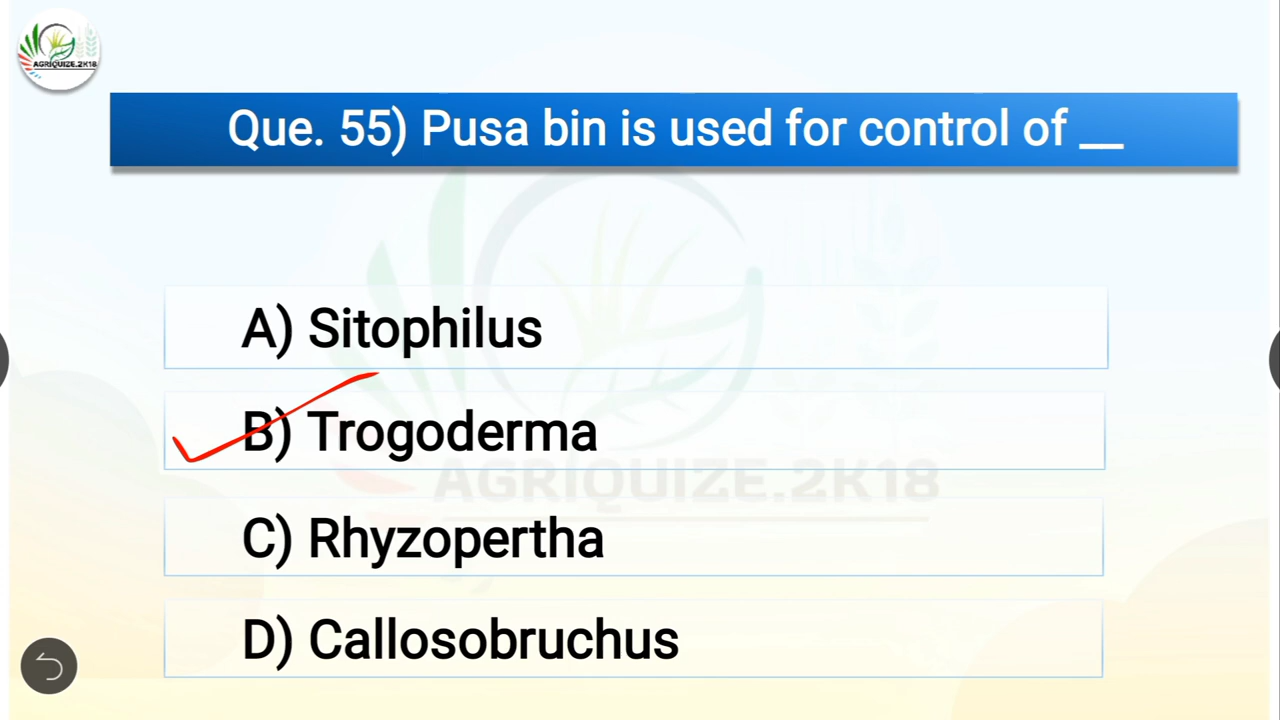 AGRIQUIZE.2K18
Que. 55) Pusa bin is used for control of __
A) Sitophilus
B) Trogoderma
AGRIQUIZE.2K18
C) Rhyzopertha
D) Callosobruchus